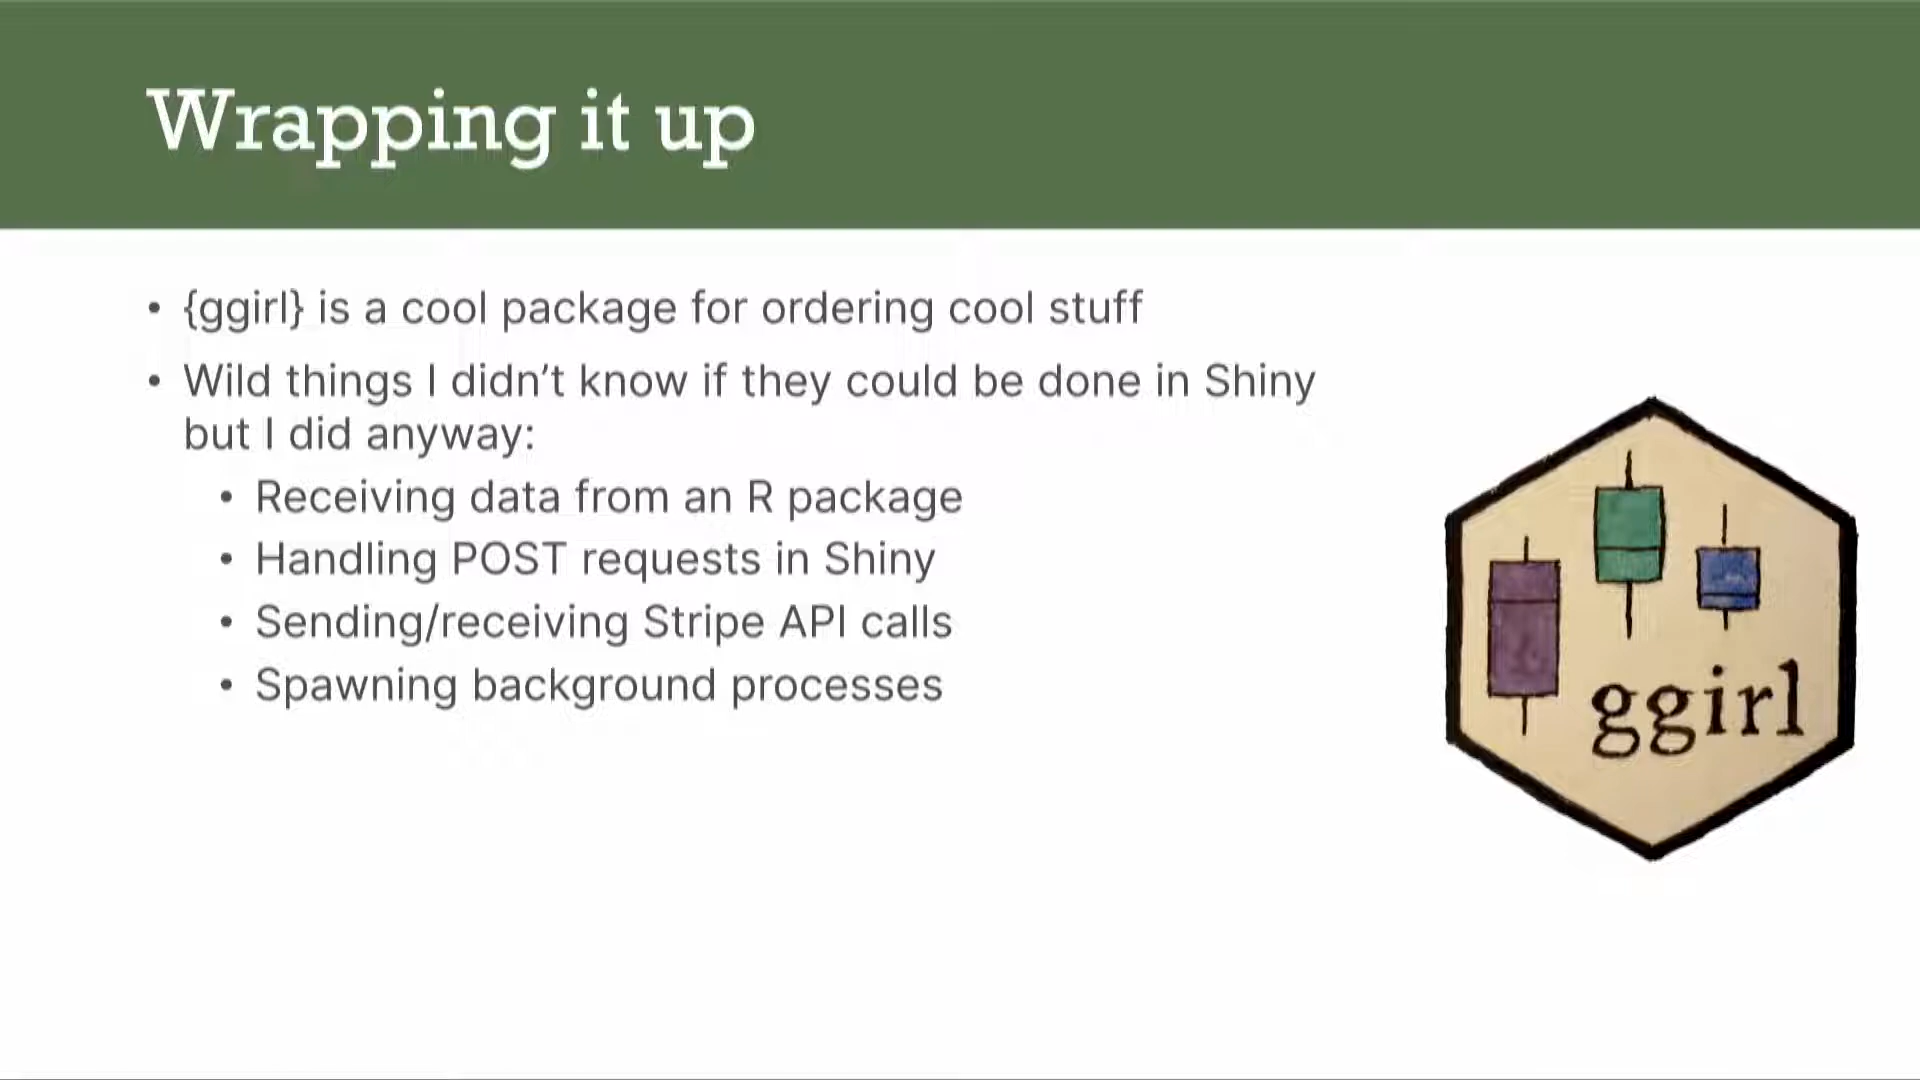 Wrapping it up
• {ggirl} is a cool package for ordering cool stuff
• Wild things I didn’t know if they could be done in Shiny
but I did anyway:
• Receiving data from an R package
• Handling POST requests in Shiny
• Sending/receiving Stripe API calls
• Spawning background processes
ggirl